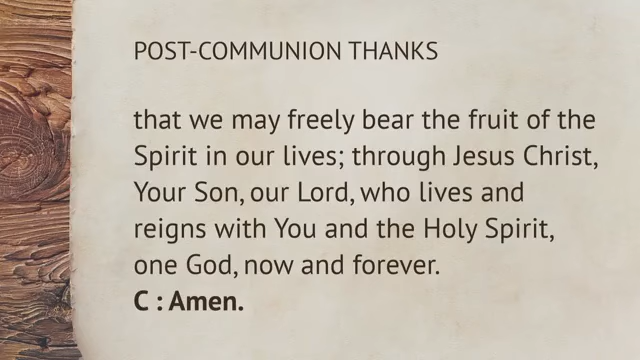 POST-COMMUNION THANKS
that we may freely bear the fruit of the
Spirit in our lives; through Jesus Christ,
Your Son, our Lord, who lives and
reigns with You and the Holy Spirit,
one God, now and forever.
C : Amen.